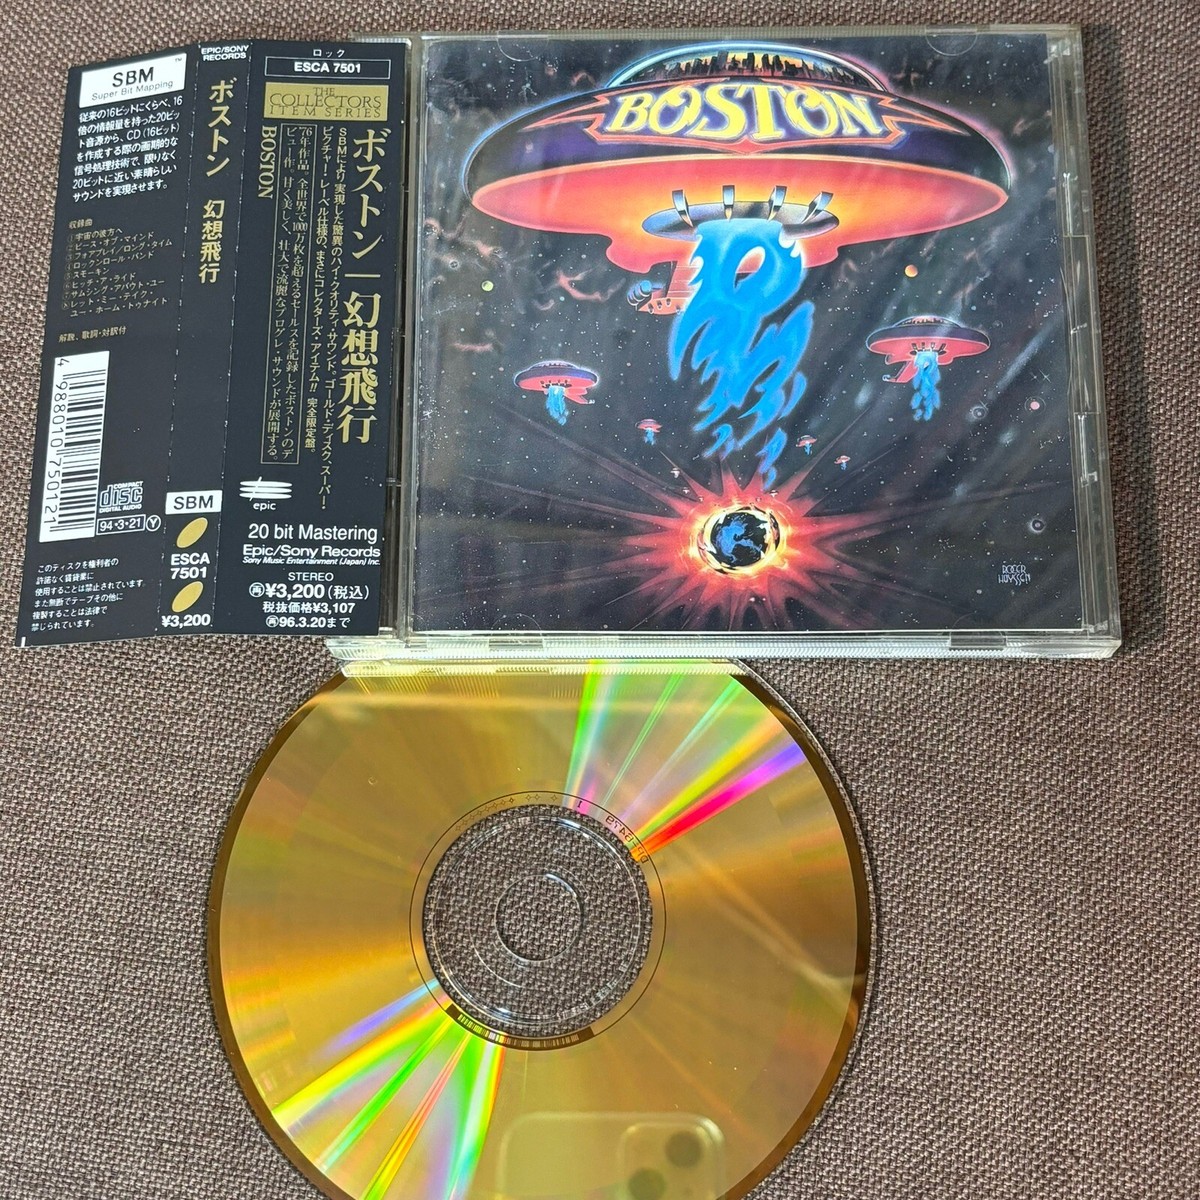 SBM™
Super Bit Mapping
従来の16ビットにくらべ、16
倍の情報量を持った20ビッ
ト音源から、CD(16ビット)
を作成する際の画期的な
信号処理技術で、限りなく
20ビットに近い素晴らしい
サウンドを実現させます。
収録曲
①宇宙の彼方へ
②ピース・オブ・マインド
③フォアプレイ/ロング・タイム
④ロックンロール・バンド
⑤スモーキン
⑥ヒッチ・ア・ライド
⑦サムシング・アバウト・ユー
⑧レット・ミー・テイク・
ユー・ホーム・トゥナイト
解説、歌詞・対訳付
4 988010 750121
COMPACT
disc
DIGITAL AUDIO
94・3・21 Y
このディスクを権利者の
許諾なく賃貸業に
使用することは禁止されています。
また無断でテープその他に
複製することは法律で
禁じられています。
EPIC/SONY
RECORDS
ボストン 幻想飛行
SBM
ESCA
7501
¥3,200
ロック
ESCA 7501
THE
COLLECTORS
ITEM SERIES
ボストン|幻想飛行
SBMにより実現した驚異のハイ・クオリティ・サウンド。ゴールド・ディスク、スーパー・
ピクチャー・レーベル仕様の、まさにコレクターズ・アイテム!! 完全限定盤。
'76年作品。全世界で1000万枚を超えるセールスを記録したボストンのデ
ビュー作。甘く美しく、壮大で流麗なプログレ・サウンドが展開する。
BOSTON
epic
20 bit Mastering
Epic/Sony Records
Sony Music Entertainment (Japan) Inc.
STEREO
再¥3,200(税込)
税抜価格¥3,107
再96.3.20まで
BOSTON
ROGER
HUYSSEN